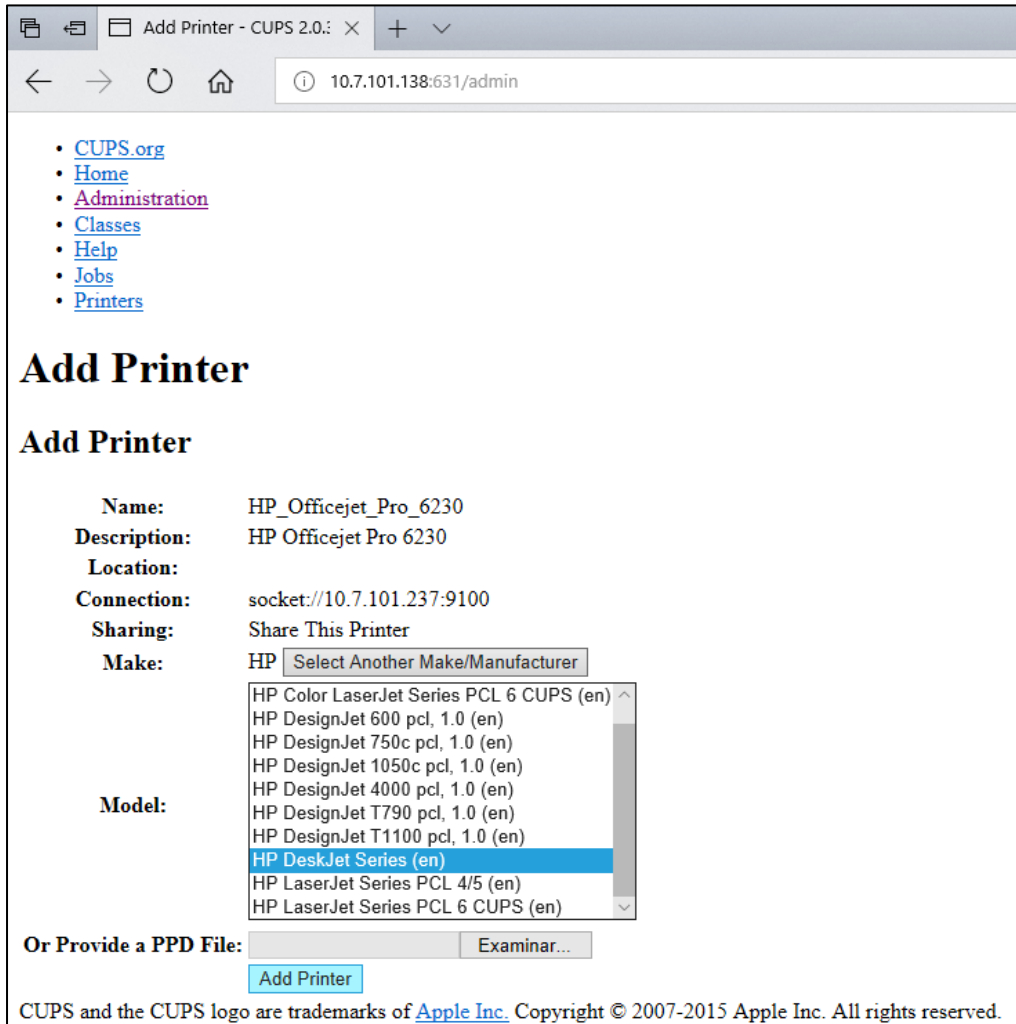 Add Printer - CUPS 2.0.:
10.7.101.138:631/admin
• CUPS.org
• Home
• Administration
• Classes
• Help
• Jobs
• Printers
Add Printer
Add Printer
Name: HP_Officejet_Pro_6230
Description: HP Officejet Pro 6230
Location:
Connection: socket://10.7.101.237:9100
Sharing: Share This Printer
Make: HP Select Another Make/Manufacturer
HP Color LaserJet Series PCL 6 CUPS (en)
HP DesignJet 600 pcl, 1.0 (en)
HP DesignJet 750c pcl, 1.0 (en)
HP DesignJet 1050c pcl, 1.0 (en)
HP DesignJet 4000 pcl, 1.0 (en)
Model: HP DesignJet T790 pcl, 1.0 (en)
HP DesignJet T1100 pcl, 1.0 (en)
HP DeskJet Series (en)
HP LaserJet Series PCL 4/5 (en)
HP LaserJet Series PCL 6 CUPS (en)
Or Provide a PPD File: Examinar...
Add Printer
CUPS and the CUPS logo are trademarks of Apple Inc. Copyright © 2007-2015 Apple Inc. All rights reserved.